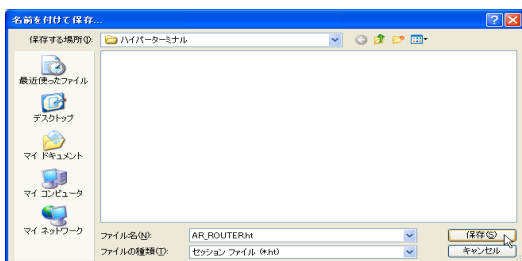 名前を付けて保存...
保存する場所(I):
ハイパーターミナル
最近使ったファイル
デスクトップ
マイ ドキュメント
マイ コンピュータ
マイ ネットワーク
ファイル名(N):
AR_ROUTER.ht
保存(S)
ファイルの種類(T):
セッション ファイル (*.ht)
キャンセル